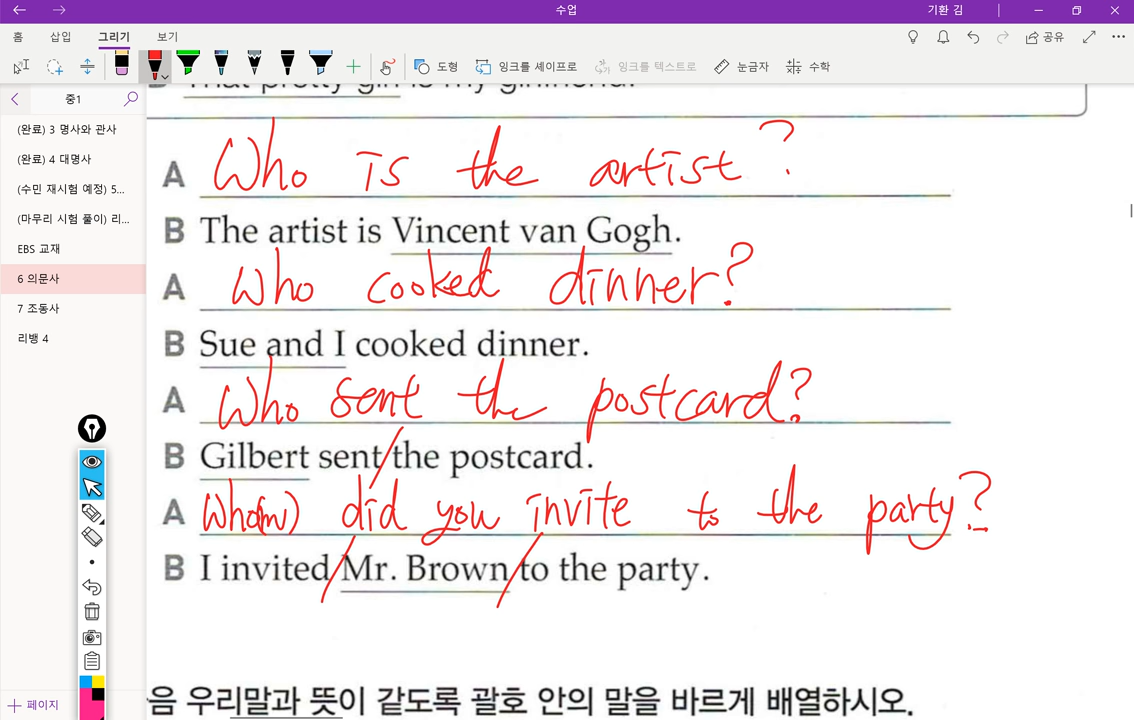 수업
기환 김
홈 삽입 그리기 보기
공유
도형 잉크를 셰이프로 잉크를 텍스트로 눈금자 수학
중1
(완료) 3 명사와 관사
(완료) 4 대명사
(수민 재시험 예정) 5...
(마무리 시험 풀이) 리...
EBS 교재
6 의문사
7 조동사
리뱅 4
페이지
B That pretty girl is my girlfriend.
A Who is the artist?
B The artist is Vincent van Gogh.
A Who cooked dinner?
B Sue and I cooked dinner.
A Who sent the postcard?
B Gilbert sent the postcard.
A Who(m) did you invite to the party?
B I invited Mr. Brown to the party.
음 우리말과 뜻이 같도록 괄호 안의 말을 바르게 배열하시오.